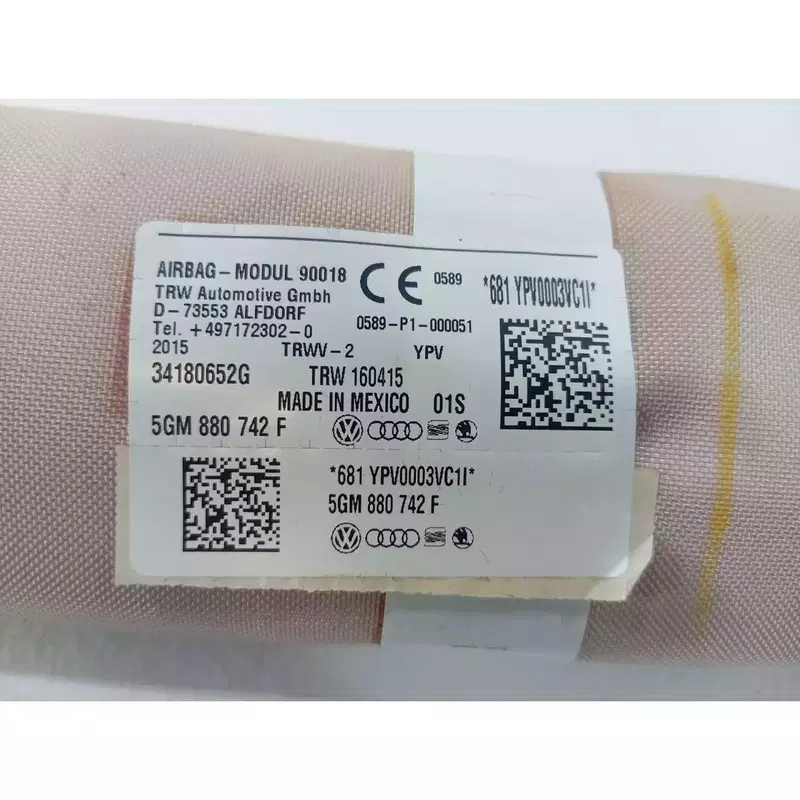 AIRBAG-MODUL 90018 CE 0589 *681 YPV0003VC1I*
TRW Automotive Gmbh
D-73553 ALFDORF
Tel. +497172302-0 0589-P1-000051
2015 TRWV-2 YPV
34180652G TRW 160415
MADE IN MEXICO 01S
5GM 880 742 F
*681 YPV0003VC1I*
5GM 880 742 F